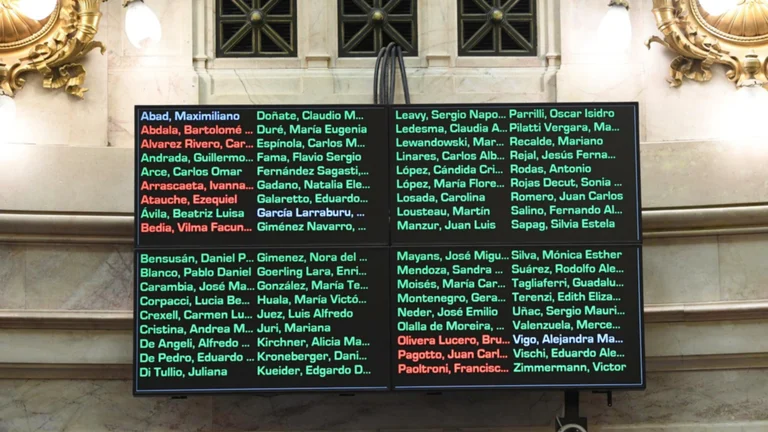 Abad, Maximiliano
Abdala, Bartolomé ...
Alvarez Rivero, Car...
Andrada, Guillermo...
Arce, Carlos Omar
Arrascaeta, Ivanna...
Atauche, Ezequiel
Ávila, Beatriz Luisa
Bedia, Vilma Facun...
Bensusán, Daniel P...
Blanco, Pablo Daniel
Carambia, José Ma...
Corpacci, Lucia Be...
Crexell, Carmen Lu...
Cristina, Andrea M...
De Angeli, Alfredo ...
De Pedro, Eduardo ...
Di Tullio, Juliana
Doñate, Claudio M...
Duré, María Eugenia
Espínola, Carlos M...
Fama, Flavio Sergio
Fernández Sagasti,...
Gadano, Natalia Ele...
Galaretto, Eduardo...
García Larraburu, ...
Giménez Navarro, ...
Gimenez, Nora del ...
Goerling Lara, Enri...
González, María Te...
Huala, María Victó...
Juez, Luis Alfredo
Juri, Mariana
Kirchner, Alicia Ma...
Kroneberger, Dani...
Kueider, Edgardo D...
Leavy, Sergio Napo...
Ledesma, Claudia A...
Lewandowski, Mar...
Linares, Carlos Alb...
López, Cándida Cri...
López, María Flore...
Losada, Carolina
Lousteau, Martín
Manzur, Juan Luis
Mayans, José Migu...
Mendoza, Sandra ...
Moisés, María Car...
Montenegro, Gera...
Neder, José Emilio
Olalla de Moreira, ...
Olivera Lucero, Bru...
Pagotto, Juan Carl...
Paoltroni, Francisc...
Parrilli, Oscar Isidro
Pilatti Vergara, Ma...
Recalde, Mariano
Rejal, Jesús Ferna...
Rodas, Antonio
Rojas Decut, Sonia ...
Romero, Juan Carlos
Salino, Fernando Al...
Sapag, Silvia Estela
Silva, Mónica Esther
Suárez, Rodolfo Ale...
Tagliaferri, Guadalu...
Terenzi, Edith Eliza...
Uñac, Sergio Mauri...
Valenzuela, Merce...
Vigo, Alejandra Ma...
Vischi, Eduardo Ale...
Zimmermann, Victor